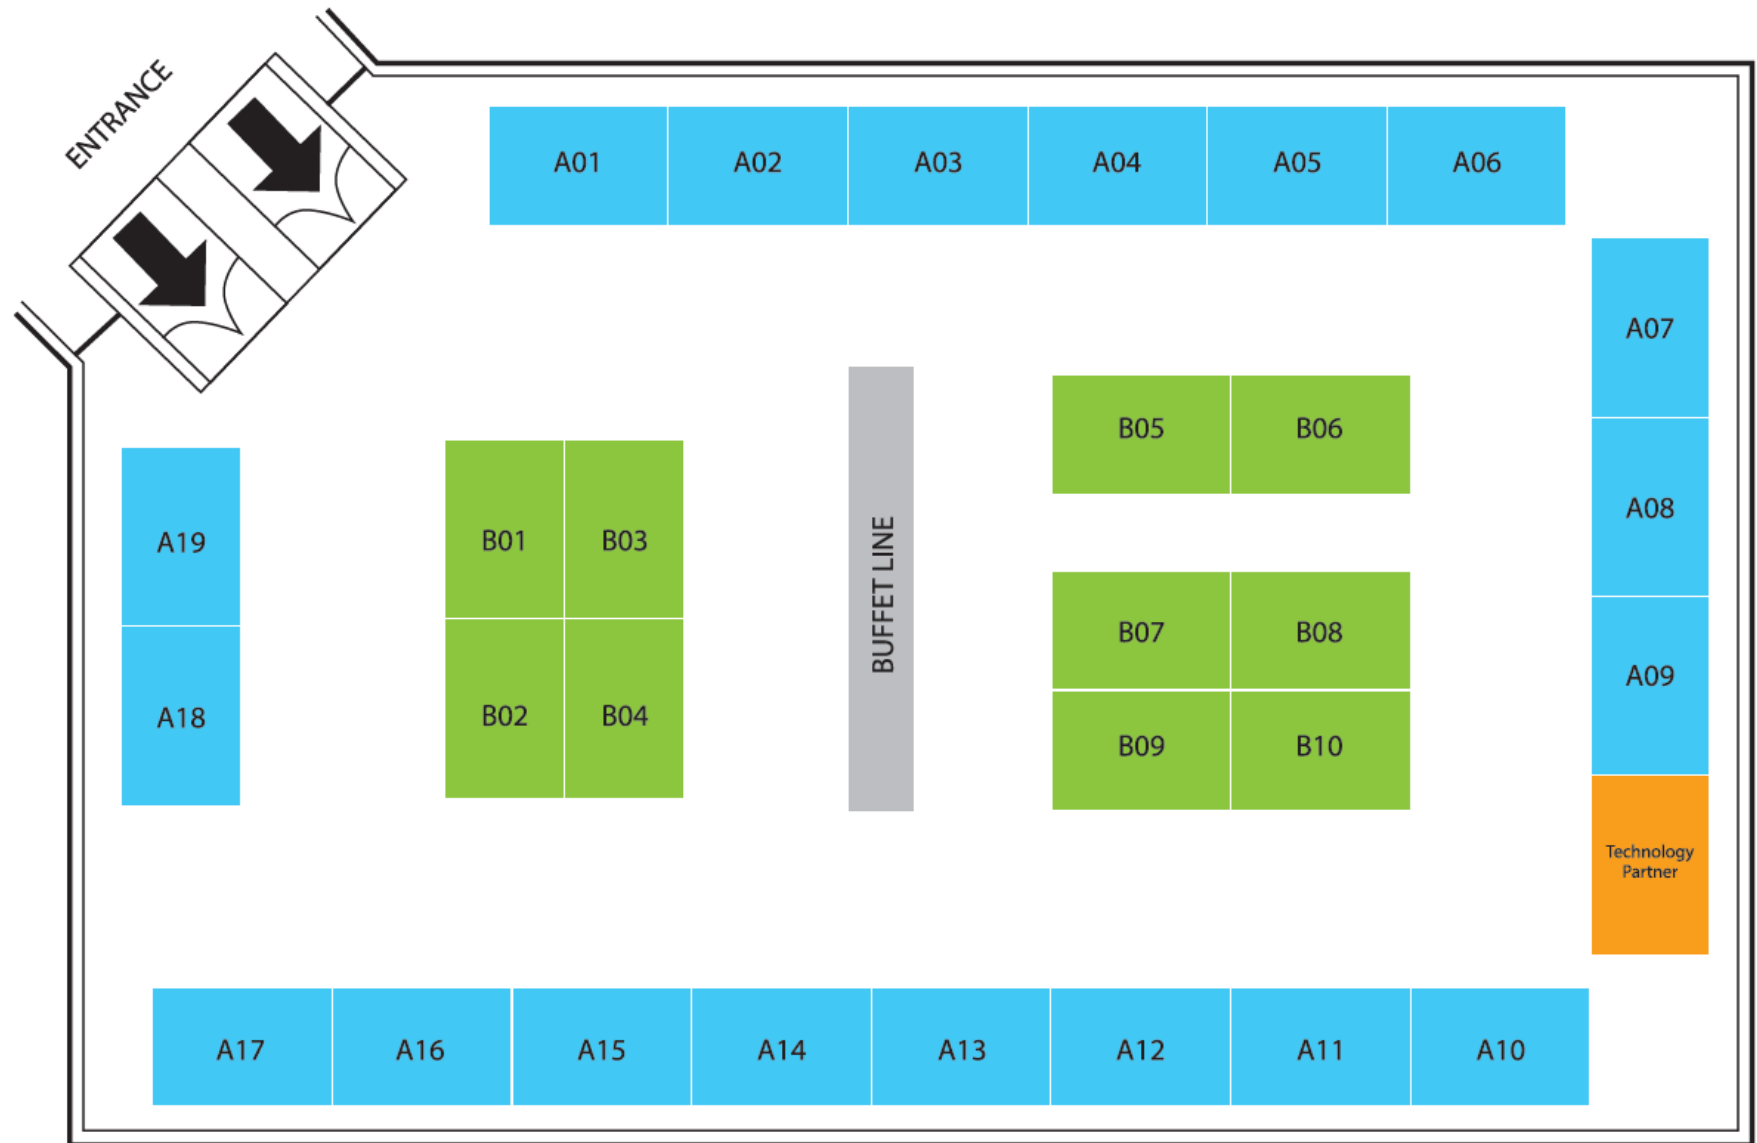 ENTRANCE
A01
A02
A03
A04
A05
A06
A07
A08
A09
Technology
Partner
A19
A18
B01
B03
B02
B04
BUFFET LINE
B05
B06
B07
B08
B09
B10
A17
A16
A15
A14
A13
A12
A11
A10